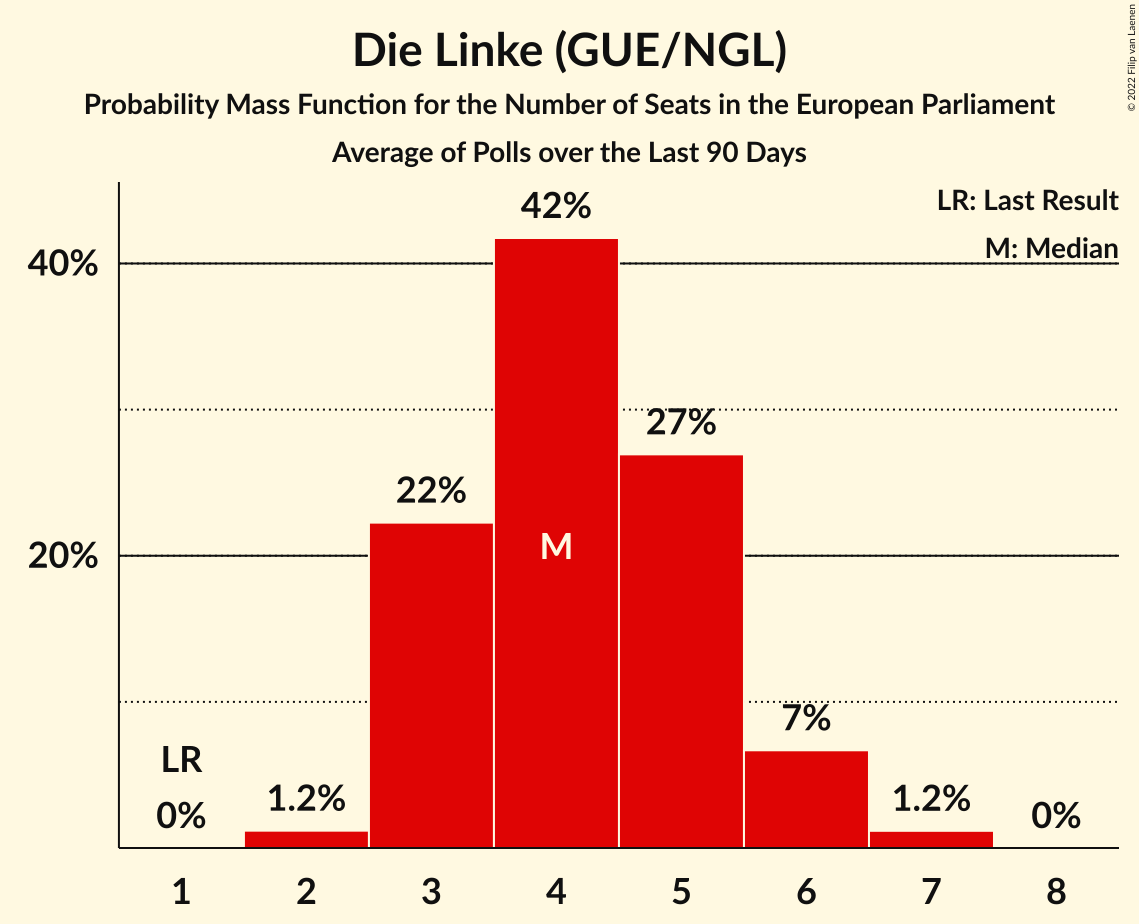 Die Linke (GUE/NGL)
Probability Mass Function for the Number of Seats in the European Parliament
Average of Polls over the Last 90 Days
© 2022 Filip van Laenen
LR: Last Result
M: Median
42%
40%
27%
22%
M
20%
7%
LR
0%
1.2%
1.2%
0%
1 2 3 4 5 6 7 8